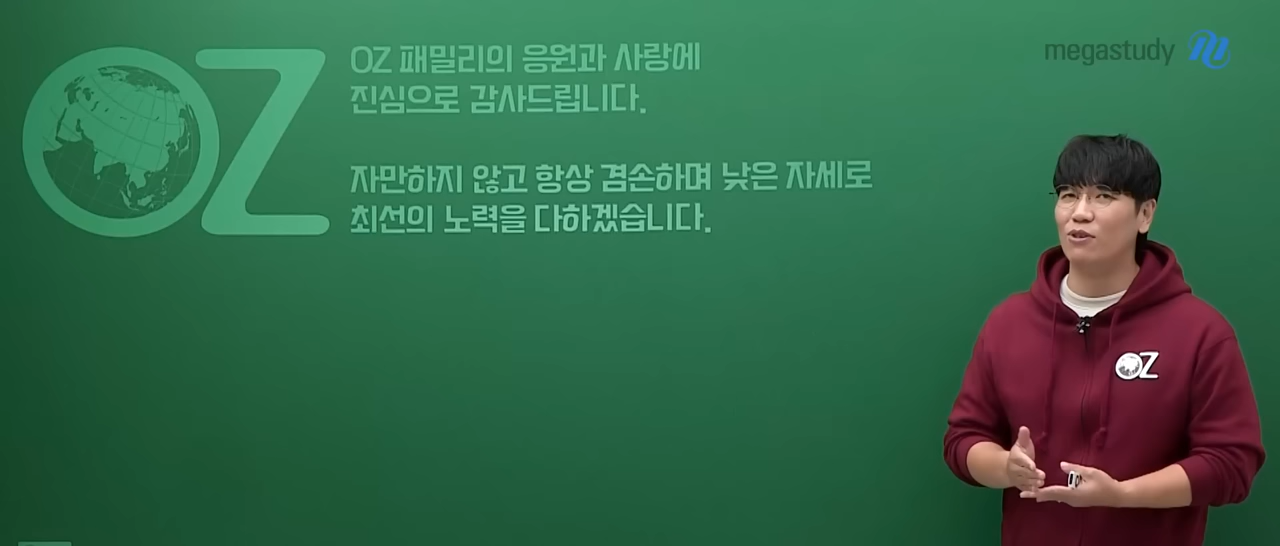 OZ
OZ 패밀리의 응원과 사랑에
진심으로 감사드립니다.
자만하지 않고 항상 겸손하며 낮은 자세로
최선의 노력을 다하겠습니다.
megastudy
OZ